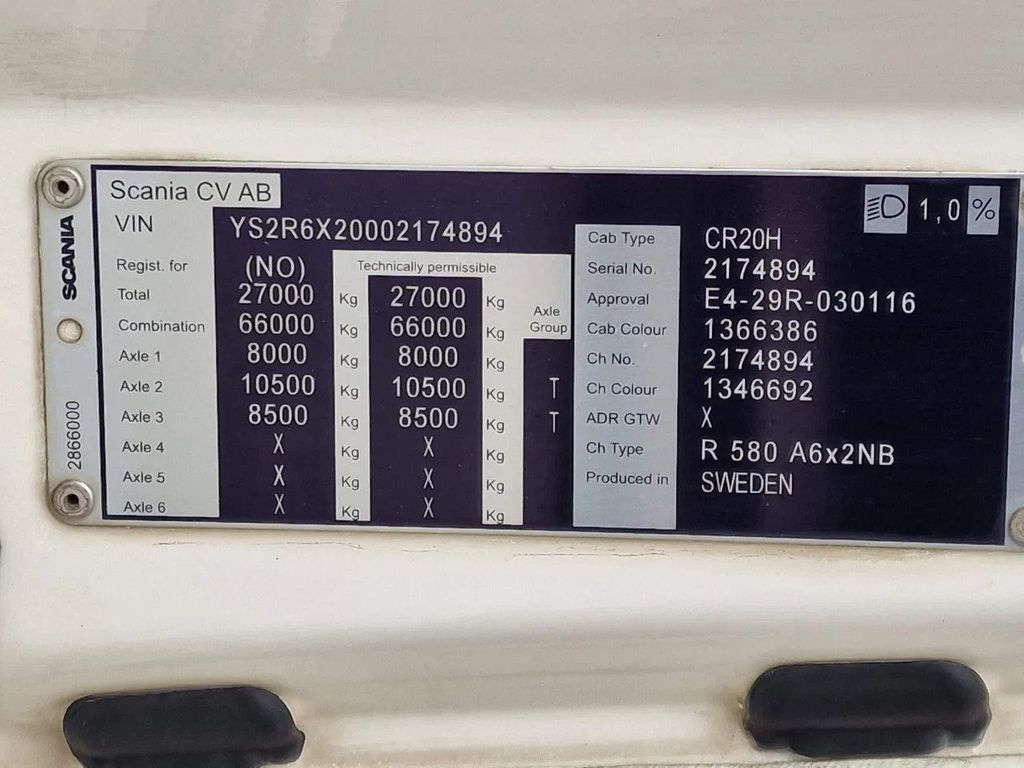 Scania CV AB
1,0 %
VIN YS2R6X20002174894
Regist. for (NO) Technically permissible
Total 27000 Kg 27000 Kg
Combination 66000 Kg 66000 Kg Axle Group
Axle 1 8000 Kg 8000 Kg
Axle 2 10500 Kg 10500 Kg T
Axle 3 8500 Kg 8500 Kg T
Axle 4 X Kg X Kg
Axle 5 X Kg X Kg
Axle 6 X Kg X Kg
Cab Type CR20H
Serial No. 2174894
Approval E4-29R-030116
Cab Colour 1366386
Ch No. 2174894
Ch Colour 1346692
ADR GTW X
Ch Type R 580 A6x2NB
Produced in SWEDEN
SCANIA
2866000